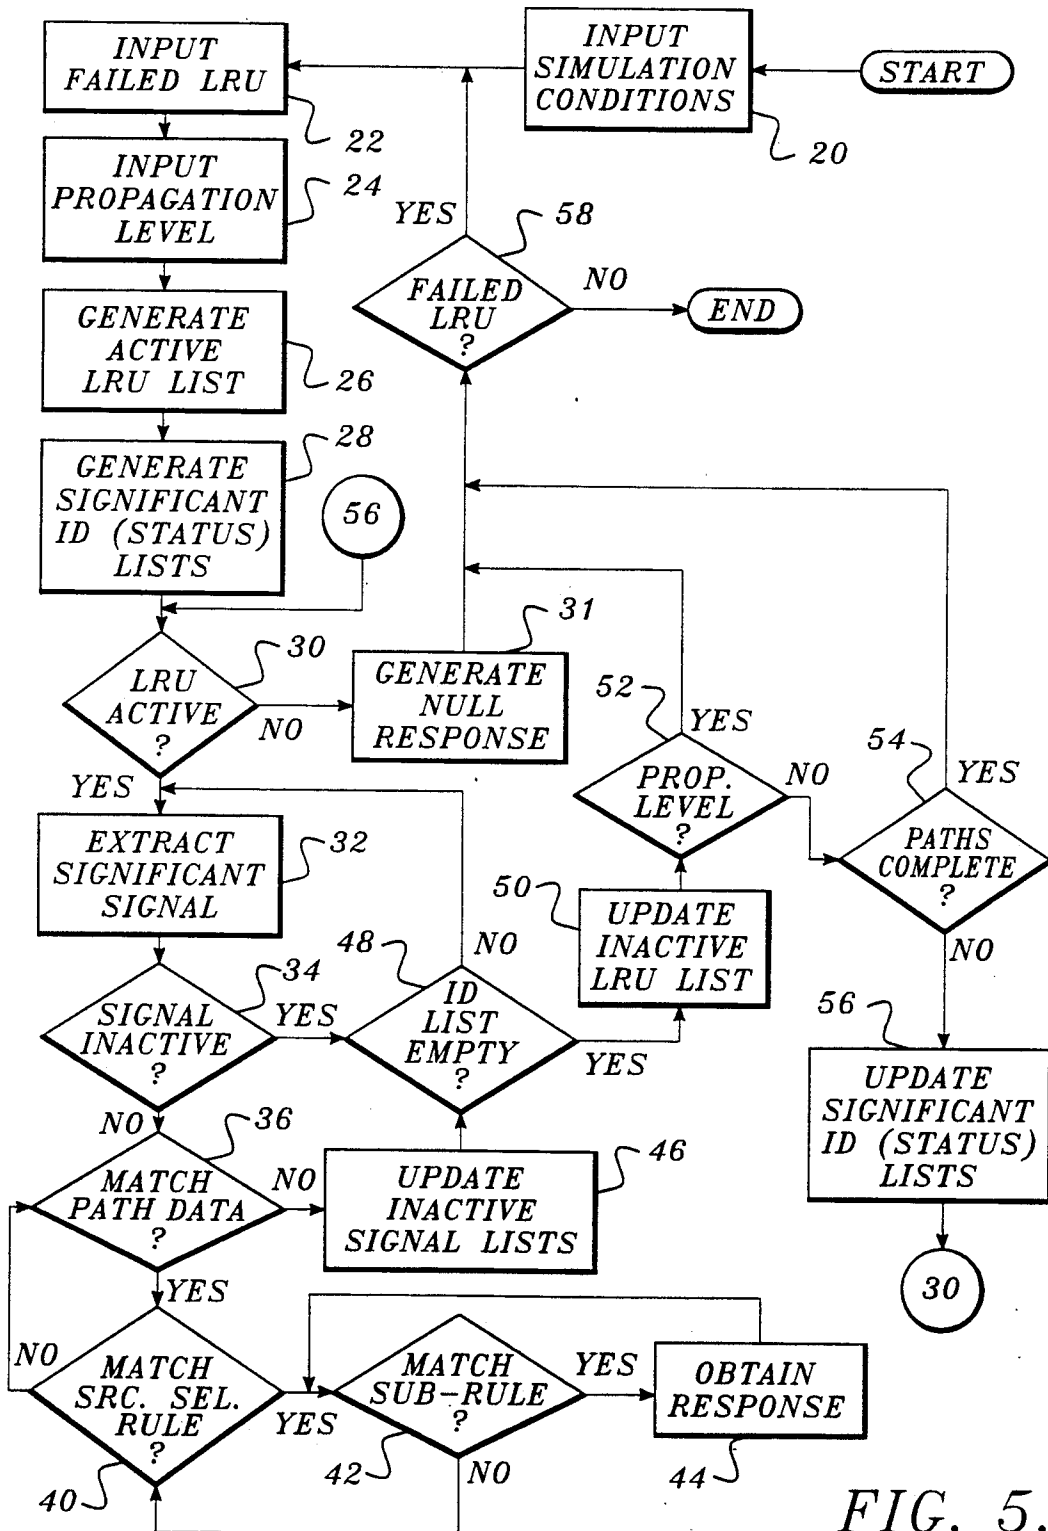 START
INPUT
SIMULATION
CONDITIONS
20
INPUT
FAILED LRU
22
INPUT
PROPAGATION
LEVEL
24
GENERATE
ACTIVE
LRU LIST
26
GENERATE
SIGNIFICANT
ID (STATUS)
LISTS
28
56
LRU
ACTIVE
?
30
NO
YES
GENERATE
NULL
RESPONSE
31
FAILED
LRU
?
58
YES
NO
END
EXTRACT
SIGNIFICANT
SIGNAL
32
SIGNAL
INACTIVE
?
34
YES
NO
MATCH
PATH DATA
?
36
NO
YES
MATCH
SRC. SEL.
RULE
?
40
NO
YES
MATCH
SUB-RULE
?
42
YES
NO
OBTAIN
RESPONSE
44
UPDATE
INACTIVE
SIGNAL LISTS
46
ID
LIST
EMPTY
?
48
NO
YES
UPDATE
INACTIVE
LRU LIST
50
PROP.
LEVEL
?
52
YES
NO
PATHS
COMPLETE
?
54
YES
NO
UPDATE
SIGNIFICANT
ID (STATUS)
LISTS
56
30
FIG. 5.